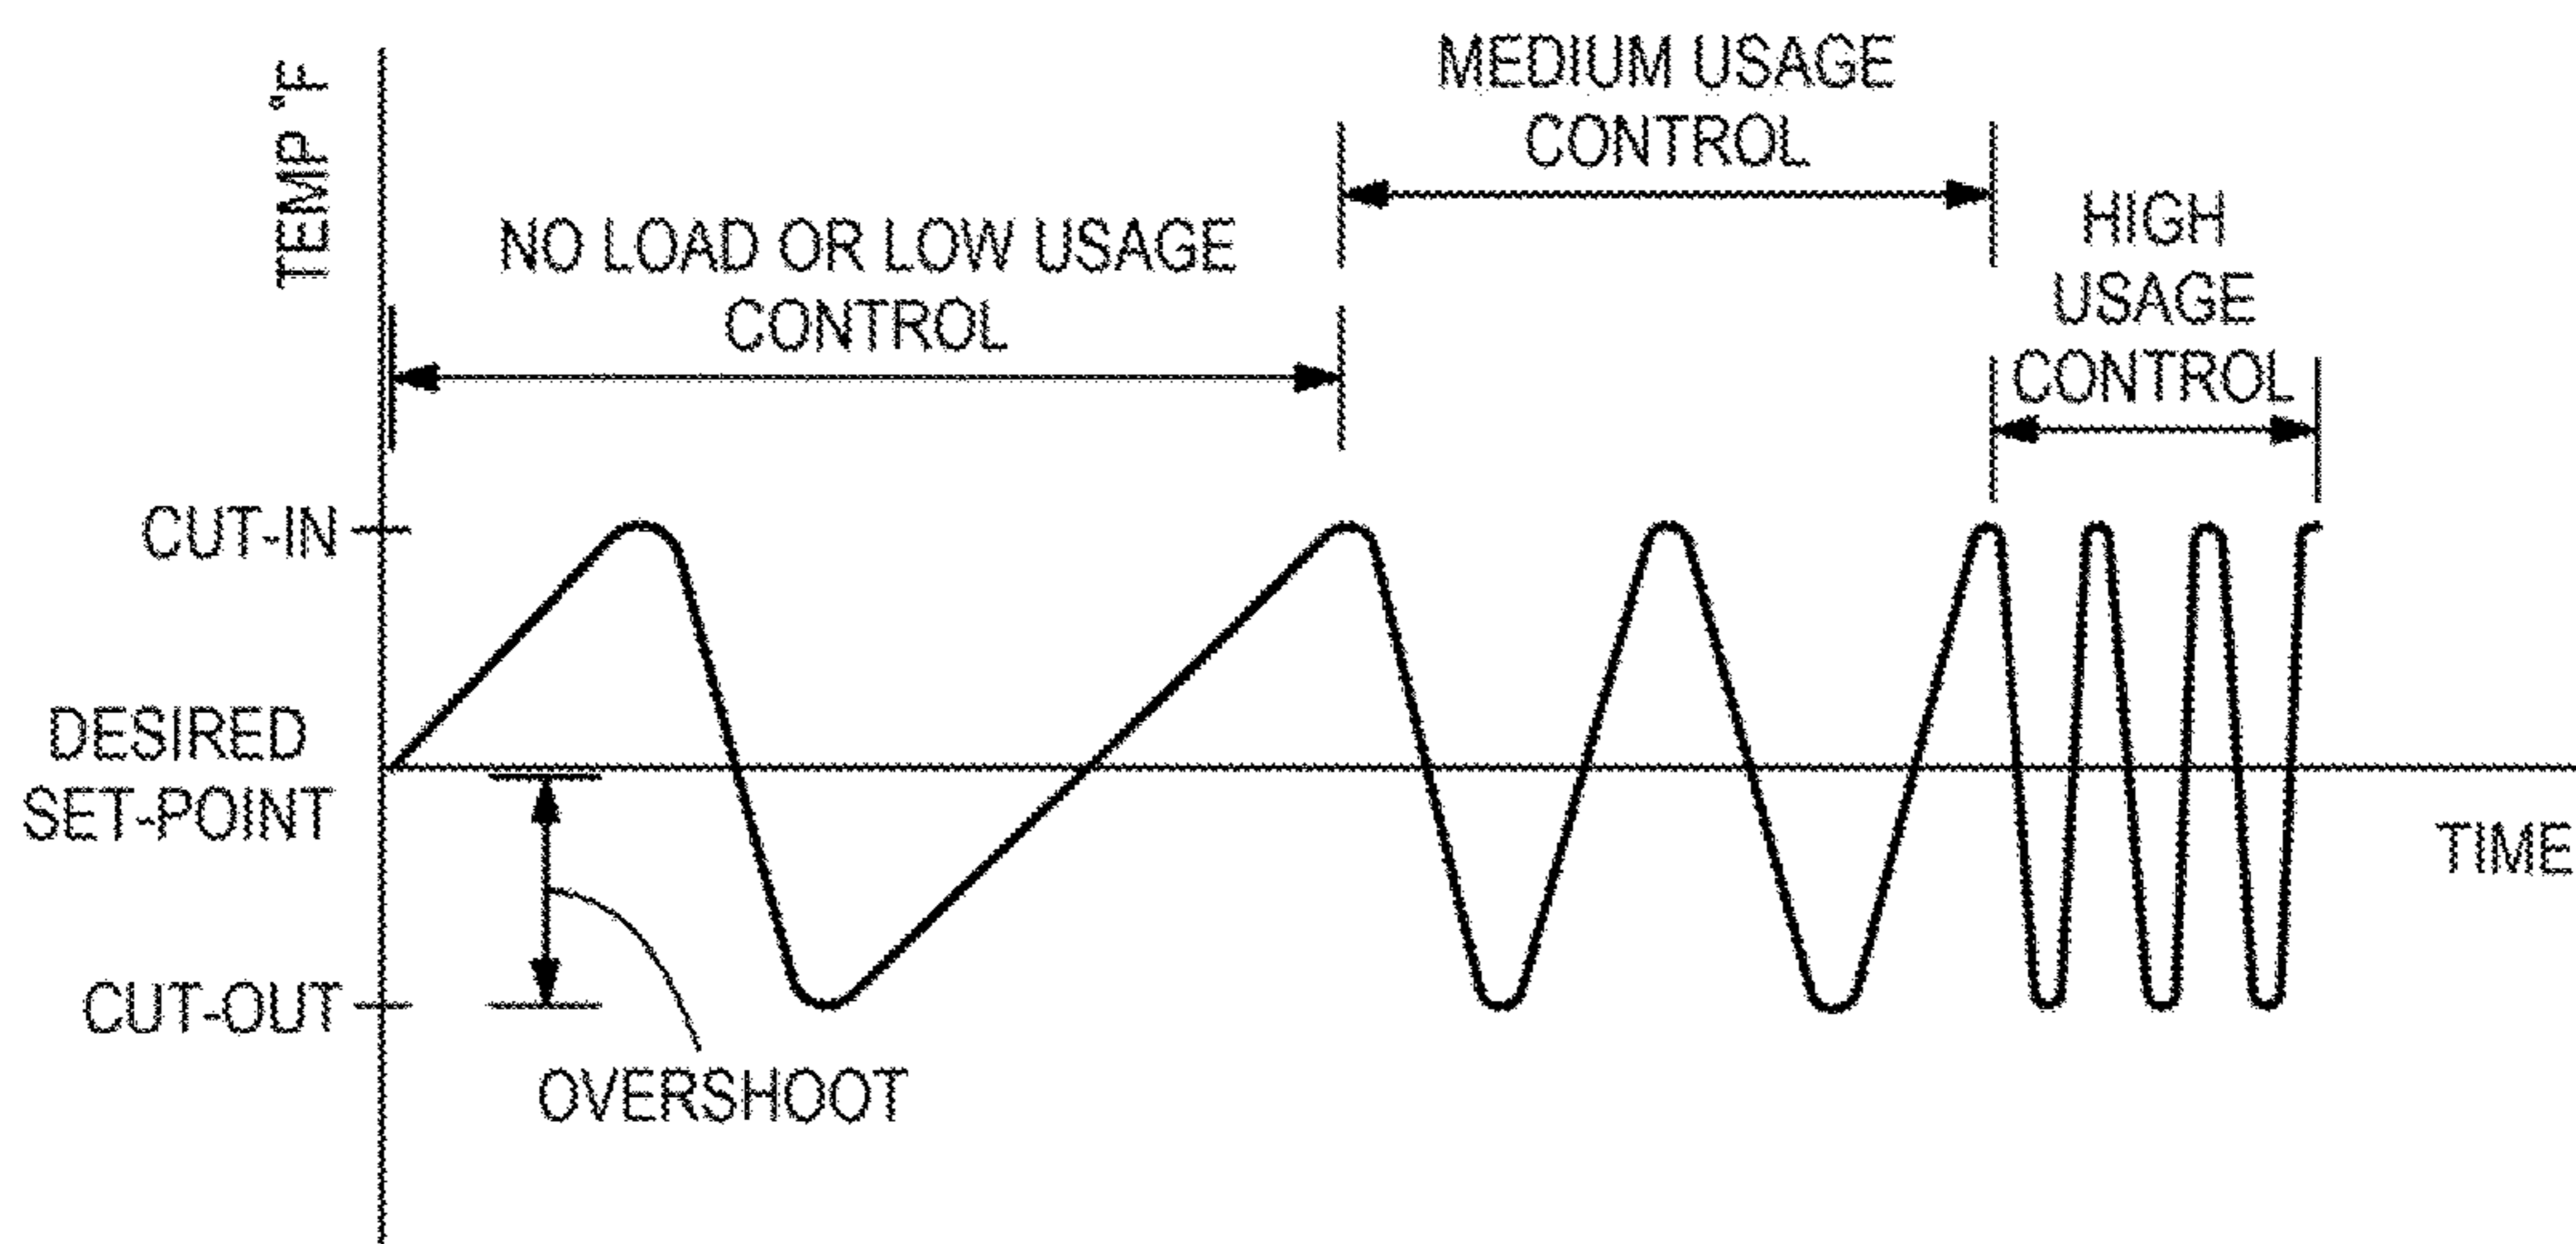 TEMP °F
MEDIUM USAGE
CONTROL
NO LOAD OR LOW USAGE
CONTROL
HIGH
USAGE
CONTROL
CUT-IN
DESIRED
SET-POINT
TIME
CUT-OUT
OVERSHOOT